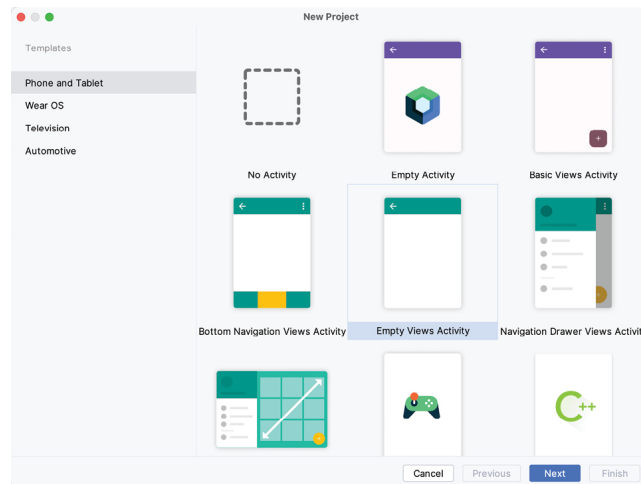 New Project
Templates
Phone and Tablet
Wear OS
Television
Automotive
No Activity
Empty Activity
Basic Views Activity
Bottom Navigation Views Activity
Empty Views Activity
Navigation Drawer Views Activit
C++
Cancel
Previous
Next
Finish